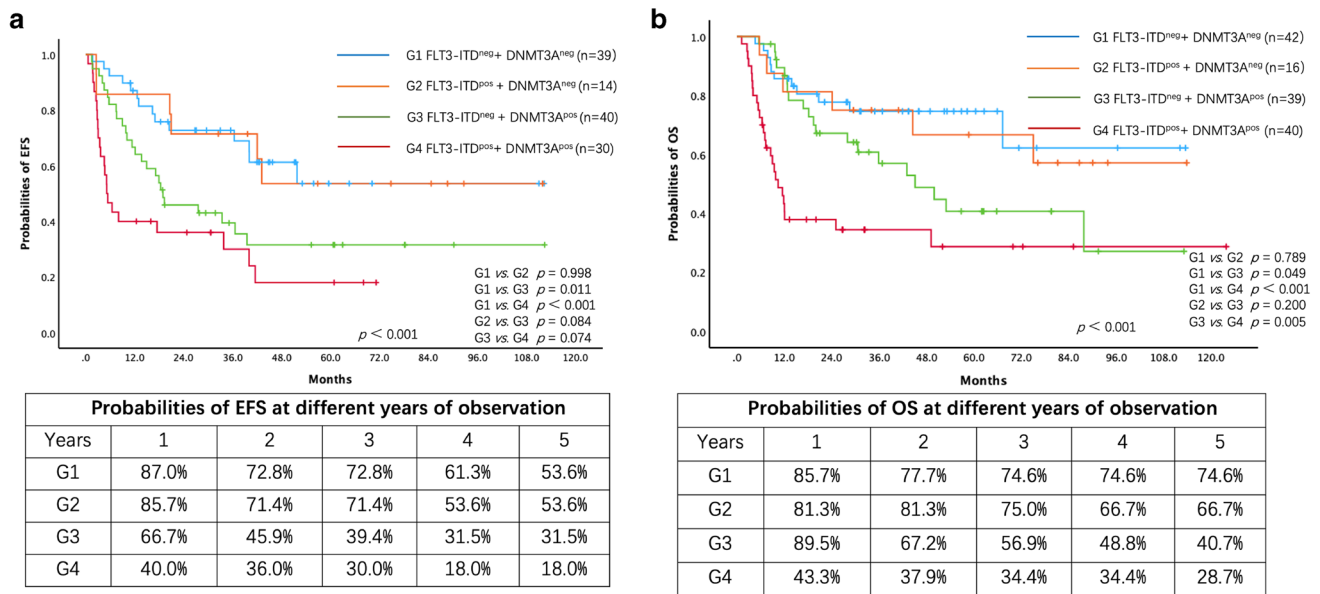 a
Probabilities of EFS
1.0
0.8
0.6
0.4
0.2
0.0
G1 FLT3-ITDneg+ DNMT3Aneg (n=39)
G2 FLT3-ITDpos + DNMT3Aneg (n=14)
G3 FLT3-ITDneg + DNMT3Apos (n=40)
G4 FLT3-ITDpos+ DNMT3Apos (n=30)
G1 vs. G2 p = 0.998
G1 vs. G3 p = 0.011
G1 vs. G4 p < 0.001
G2 vs. G3 p = 0.084
G3 vs. G4 p = 0.074
p < 0.001
.0 12.0 24.0 36.0 48.0 60.0 72.0 84.0 96.0 108.0 120.0
Months
Probabilities of EFS at different years of observation
Years 1 2 3 4 5
G1 87.0% 72.8% 72.8% 61.3% 53.6%
G2 85.7% 71.4% 71.4% 53.6% 53.6%
G3 66.7% 45.9% 39.4% 31.5% 31.5%
G4 40.0% 36.0% 30.0% 18.0% 18.0%
b
Probabilities of OS
1.0
0.8
0.6
0.4
0.2
0.0
G1 FLT3-ITDneg+ DNMT3Aneg (n=42)
G2 FLT3-ITDpos + DNMT3Aneg (n=16)
G3 FLT3-ITDneg + DNMT3Apos (n=39)
G4 FLT3-ITDpos+ DNMT3Apos (n=40)
G1 vs. G2 p = 0.789
G1 vs. G3 p = 0.049
G1 vs. G4 p < 0.001
G2 vs. G3 p = 0.200
G3 vs. G4 p = 0.005
p < 0.001
.0 12.0 24.0 36.0 48.0 60.0 72.0 84.0 96.0 108.0 120.0
Months
Probabilities of OS at different years of observation
Years 1 2 3 4 5
G1 85.7% 77.7% 74.6% 74.6% 74.6%
G2 81.3% 81.3% 75.0% 66.7% 66.7%
G3 89.5% 67.2% 56.9% 48.8% 40.7%
G4 43.3% 37.9% 34.4% 34.4% 28.7%